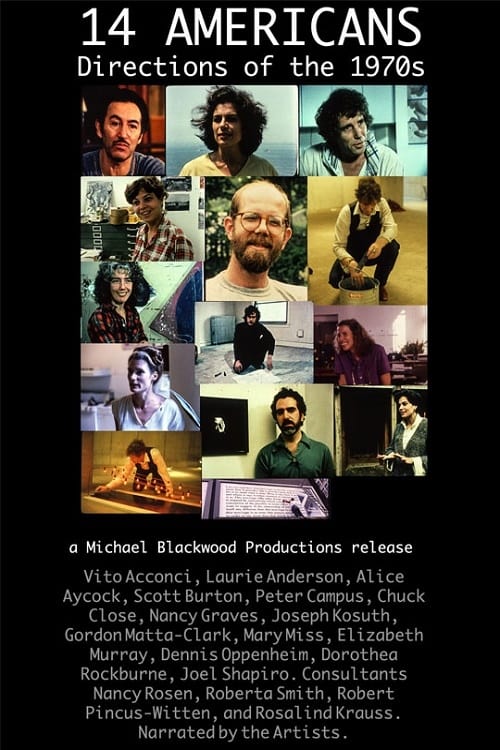 14 AMERICANS
Directions of the 1970s
a Michael Blackwood Productions release
Vito Acconci, Laurie Anderson, Alice
Aycock, Scott Burton, Peter Campus, Chuck
Close, Nancy Graves, Joseph Kosuth,
Gordon Matta-Clark, Mary Miss, Elizabeth
Murray, Dennis Oppenheim, Dorothea
Rockburne, Joel Shapiro. Consultants
Nancy Rosen, Roberta Smith, Robert
Pincus-Witten, and Rosalind Krauss.
Narrated by the Artists.